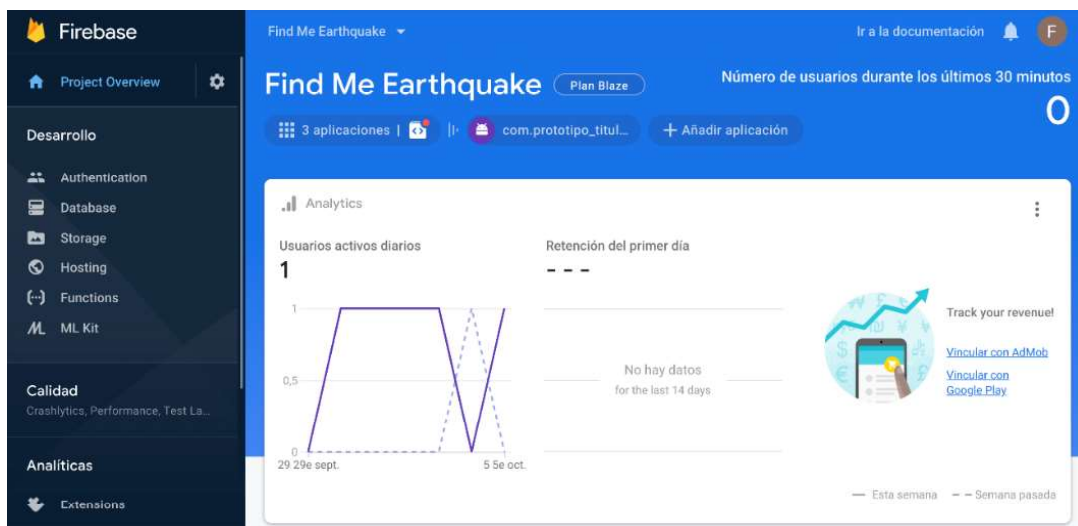 Firebase
Project Overview
Desarrollo
Authentication
Database
Storage
Hosting
Functions
ML Kit
Calidad
Crashlytics, Performance, Test La...
Analíticas
Extensions
Find Me Earthquake
Ir a la documentación
F
Find Me Earthquake
Plan Blaze
Número de usuarios durante los últimos 30 minutos
0
3 aplicaciones |
com.prototipo_titul...
+ Añadir aplicación
Analytics
Usuarios activos diarios
1
1
0,5
0
29 29e sept.
5 5e oct.
Retención del primer día
- - -
No hay datos
for the last 14 days
Track your revenue!
Vincular con AdMob
Vincular con
Google Play
Esta semana
Semana pasada